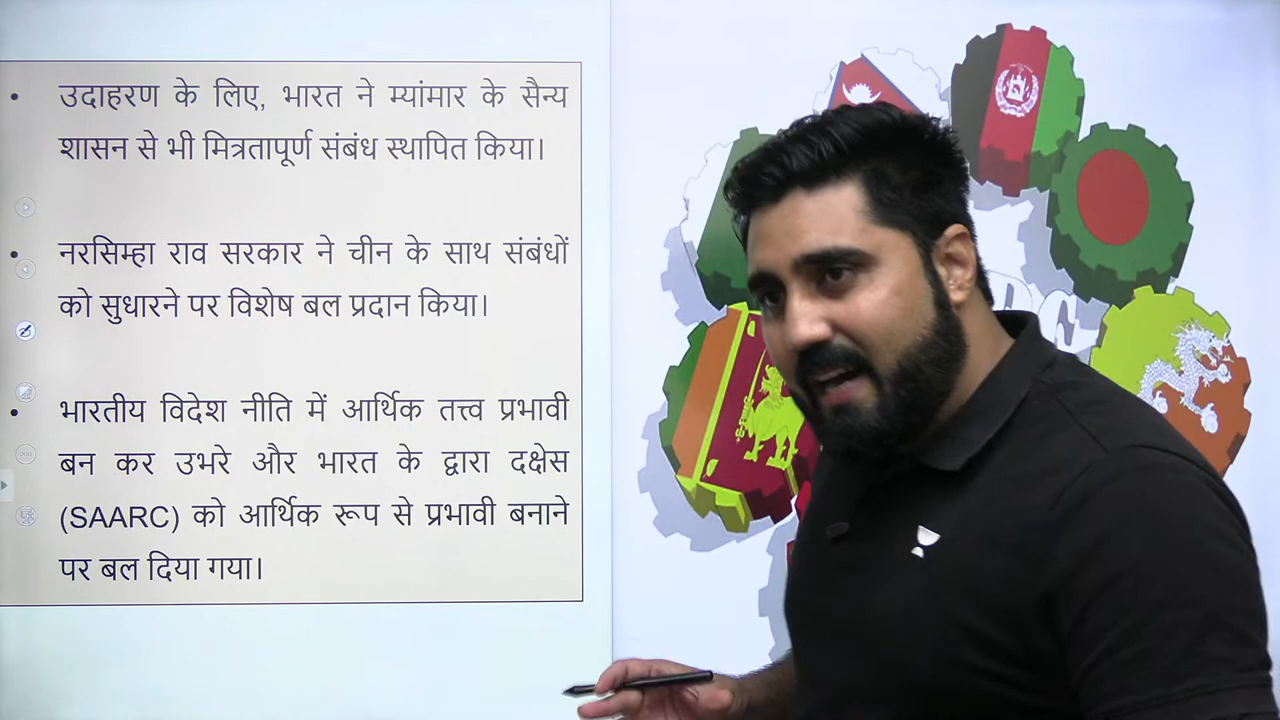 उदाहरण के लिए, भारत ने म्यांमार के सैन्य
शासन से भी मित्रतापूर्ण संबंध स्थापित किया।
नरसिम्हा राव सरकार ने चीन के साथ संबंधों
को सुधारने पर विशेष बल प्रदान किया।
भारतीय विदेश नीति में आर्थिक तत्त्व प्रभावी
बन कर उभरे और भारत के द्वारा दक्षेस
(SAARC) को आर्थिक रूप से प्रभावी बनाने
पर बल दिया गया।